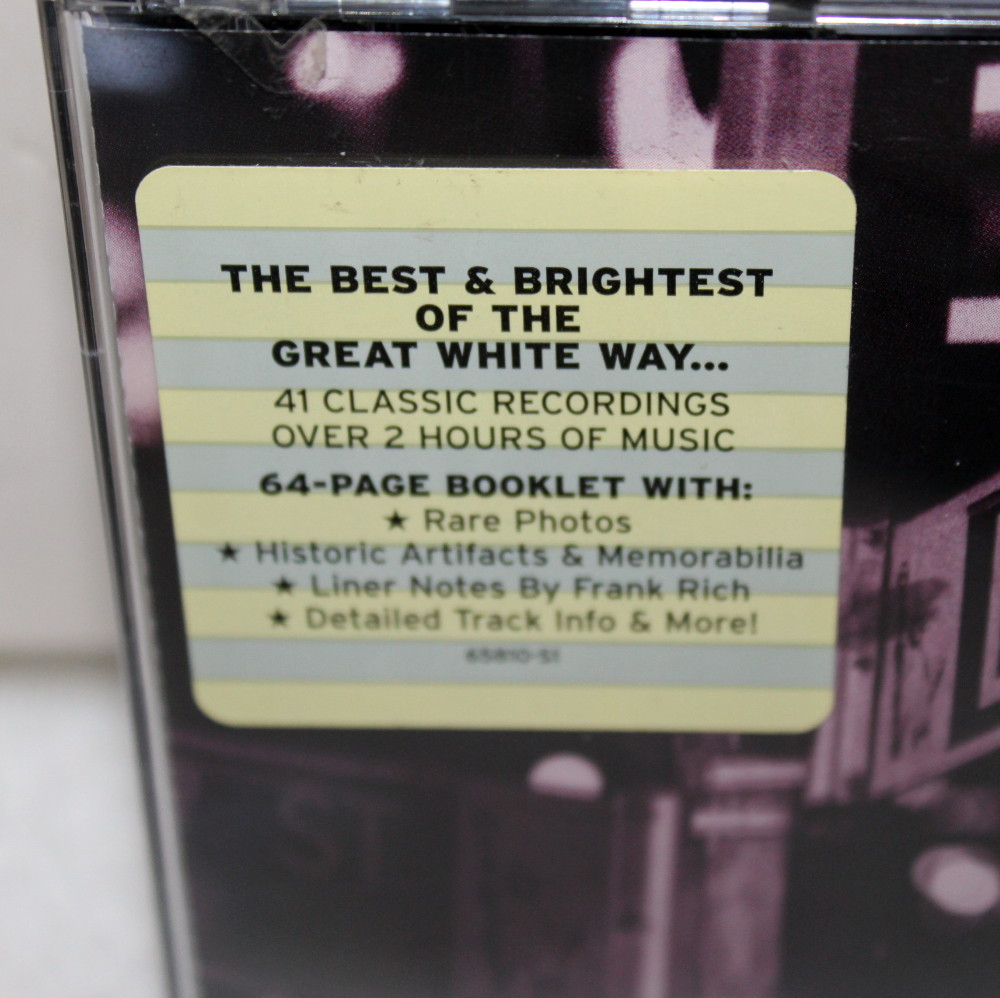 THE BEST & BRIGHTEST
OF THE
GREAT WHITE WAY...
41 CLASSIC RECORDINGS
OVER 2 HOURS OF MUSIC
64-PAGE BOOKLET WITH:
★ Rare Photos
★ Historic Artifacts & Memorabilia
★ Liner Notes By Frank Rich
★ Detailed Track Info & More!
65810-S1